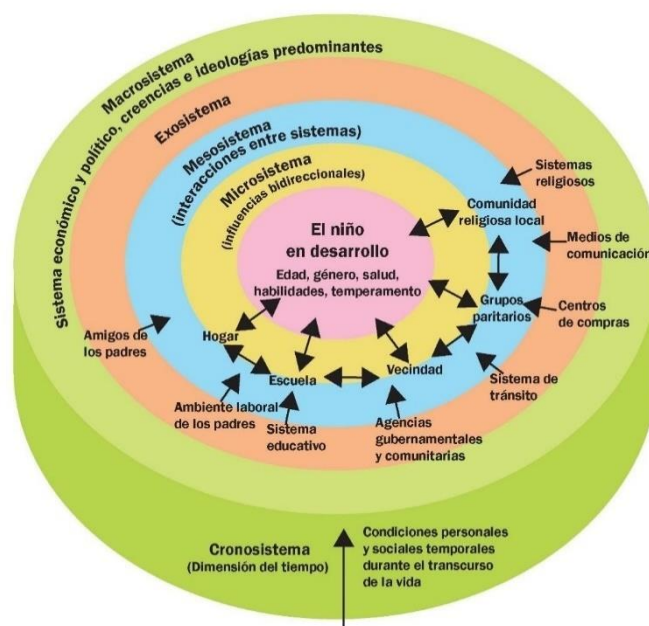 Macrosistema
Sistema económico y político, creencias e ideologías predominantes
Exosistema
Mesosistema
(interacciones entre sistemas)
Microsistema
(influencias bidireccionales)
El niño
en desarrollo
Edad, género, salud,
habilidades, temperamento
Sistemas
religiosos
Comunidad
religiosa local
Medios de
comunicación
Grupos
paritarios
Centros
de compras
Amigos de
los padres
Hogar
Escuela
Vecindad
Sistema de
tránsito
Ambiente laboral
de los padres
Sistema
educativo
Agencias
gubernamentales
y comunitarias
Cronosistema
(Dimensión del tiempo)
Condiciones personales
y sociales temporales
durante el transcurso
de la vida